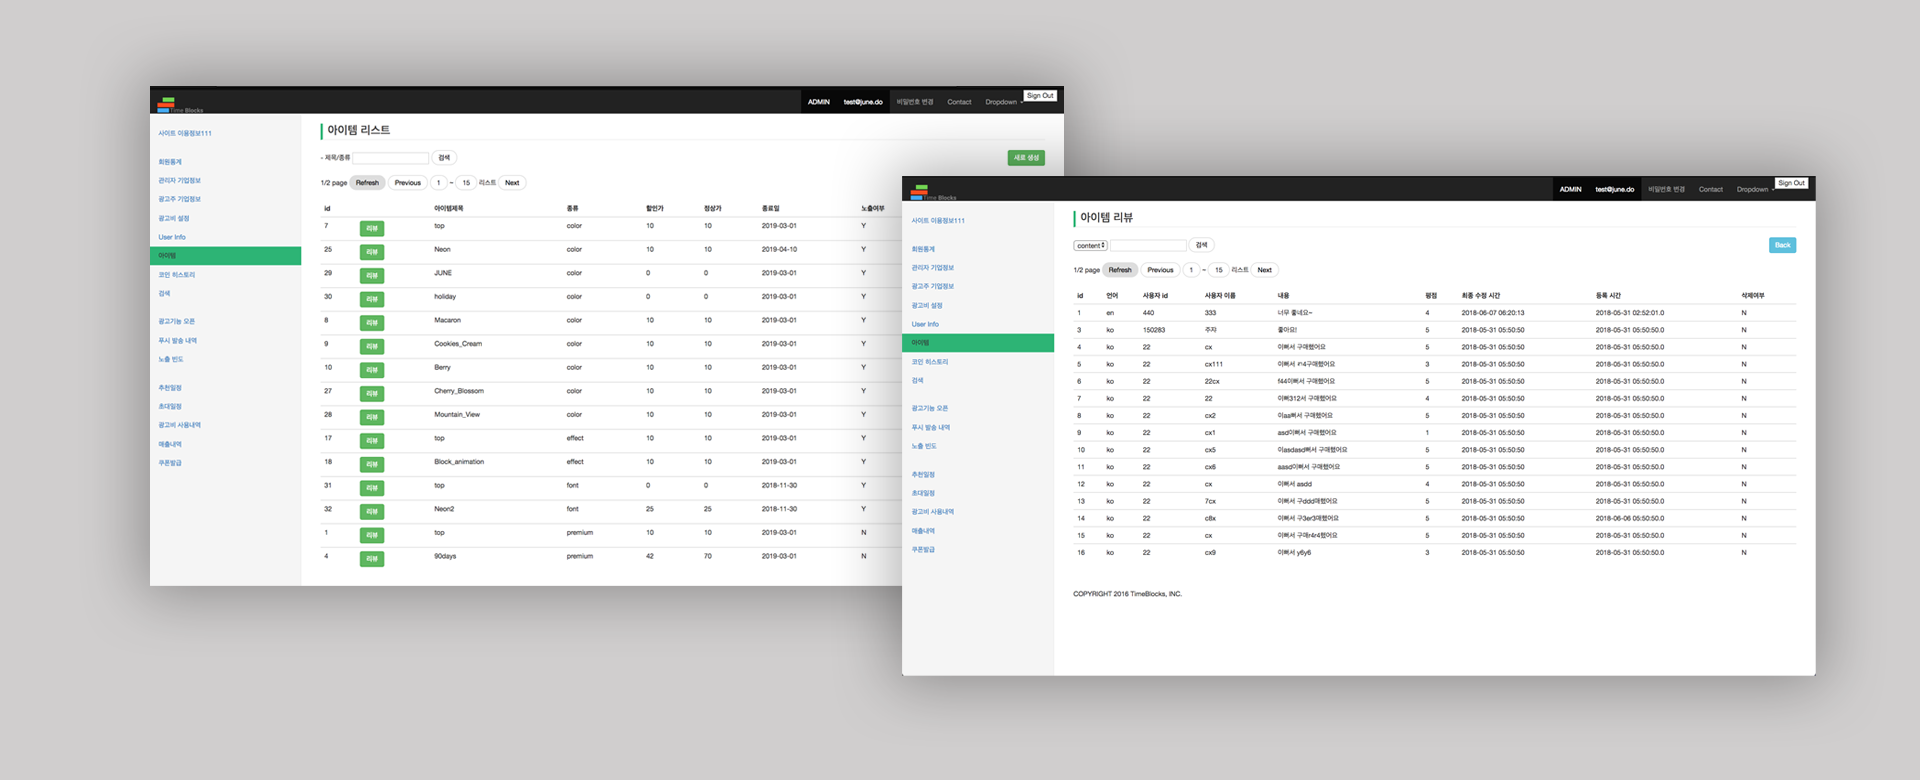 Time Blocks
ADMIN test@june.do 비밀번호 변경 Contact Dropdown Sign Out
사이트 이용정보111
회원통계
관리자 기업정보
광고주 기업정보
광고비 설정
User Info
아이템
코인 히스토리
검색
광고기능 오픈
푸시 발송 내역
노출 빈도
추천일정
초대일정
광고비 사용내역
매출내역
쿠폰발급
아이템 리스트
- 제목/종류 검색 새로 생성
1/2 page Refresh Previous 1 ~ 15 리스트 Next
id 아이템제목 종류 할인가 정상가 종료일 노출여부
7 리뷰 top color 10 10 2019-03-01 Y
25 리뷰 Neon color 10 10 2019-04-10 Y
29 리뷰 JUNE color 0 0 2019-03-01 Y
30 리뷰 holiday color 0 0 2019-03-01 Y
8 리뷰 Macaron color 10 10 2019-03-01 Y
9 리뷰 Cookies_Cream color 10 10 2019-03-01 Y
10 리뷰 Berry color 10 10 2019-03-01 Y
27 리뷰 Cherry_Blossom color 10 10 2019-03-01 Y
28 리뷰 Mountain_View color 10 10 2019-03-01 Y
17 리뷰 top effect 10 10 2019-03-01 Y
18 리뷰 Block_animation effect 10 10 2019-03-01 Y
31 리뷰 top font 0 0 2018-11-30 Y
32 리뷰 Neon2 font 25 25 2018-11-30 Y
1 리뷰 top premium 10 10 2019-03-01 N
4 리뷰 90days premium 42 70 2019-03-01 N
Time Blocks
ADMIN test@june.do 비밀번호 변경 Contact Dropdown Sign Out
사이트 이용정보111
회원통계
관리자 기업정보
광고주 기업정보
광고비 설정
User Info
아이템
코인 히스토리
검색
광고기능 오픈
푸시 발송 내역
노출 빈도
추천일정
초대일정
광고비 사용내역
매출내역
쿠폰발급
아이템 리뷰
content 검색 Back
1/2 page Refresh Previous 1 ~ 15 리스트 Next
id 언어 사용자 id 사용자 이름 내용 평점 최종 수정 시간 등록 시간 삭제여부
1 en 440 333 너무 좋네요~ 4 2018-06-07 06:20:13 2018-05-31 02:52:01.0 N
3 ko 150283 주자 좋아요! 5 2018-05-31 05:50:50 2018-05-31 05:50:50.0 N
4 ko 22 cx 이뻐서 구매했어요 5 2018-05-31 05:50:50 2018-05-31 05:50:50.0 N
5 ko 22 cx111 이뻐서 구매했어요 3 2018-05-31 05:50:50 2018-05-31 05:50:50.0 N
6 ko 22 22cx f44이뻐서 구매했어요 5 2018-05-31 05:50:50 2018-05-31 05:50:50.0 N
7 ko 22 22 이뻐312서 구매했어요 4 2018-05-31 05:50:50 2018-05-31 05:50:50.0 N
8 ko 22 cx2 이aa뻐서 구매했어요 5 2018-05-31 05:50:50 2018-05-31 05:50:50.0 N
9 ko 22 cx1 asd이뻐서 구매했어요 1 2018-05-31 05:50:50 2018-05-31 05:50:50.0 N
10 ko 22 cx5 이asdasd뻐서 구매했어요 5 2018-05-31 05:50:50 2018-05-31 05:50:50.0 N
11 ko 22 cx6 aasd이뻐서 구매했어요 5 2018-05-31 05:50:50 2018-05-31 05:50:50.0 N
12 ko 22 cx 이뻐서 asdd 4 2018-05-31 05:50:50 2018-05-31 05:50:50.0 N
13 ko 22 7cx 이뻐서 구ddd매했어요 5 2018-05-31 05:50:50 2018-05-31 05:50:50.0 N
14 ko 22 c8x 이뻐서 구3er3매했어요 5 2018-05-31 05:50:50 2018-06-06 05:50:50.0 N
15 ko 22 cx 이뻐서 구매r4r4했어요 5 2018-05-31 05:50:50 2018-05-31 05:50:50.0 N
16 ko 22 cx9 이뻐서 y6y6 3 2018-05-31 05:50:50 2018-05-31 05:50:50.0 N
COPYRIGHT 2016 TimeBlocks, INC.